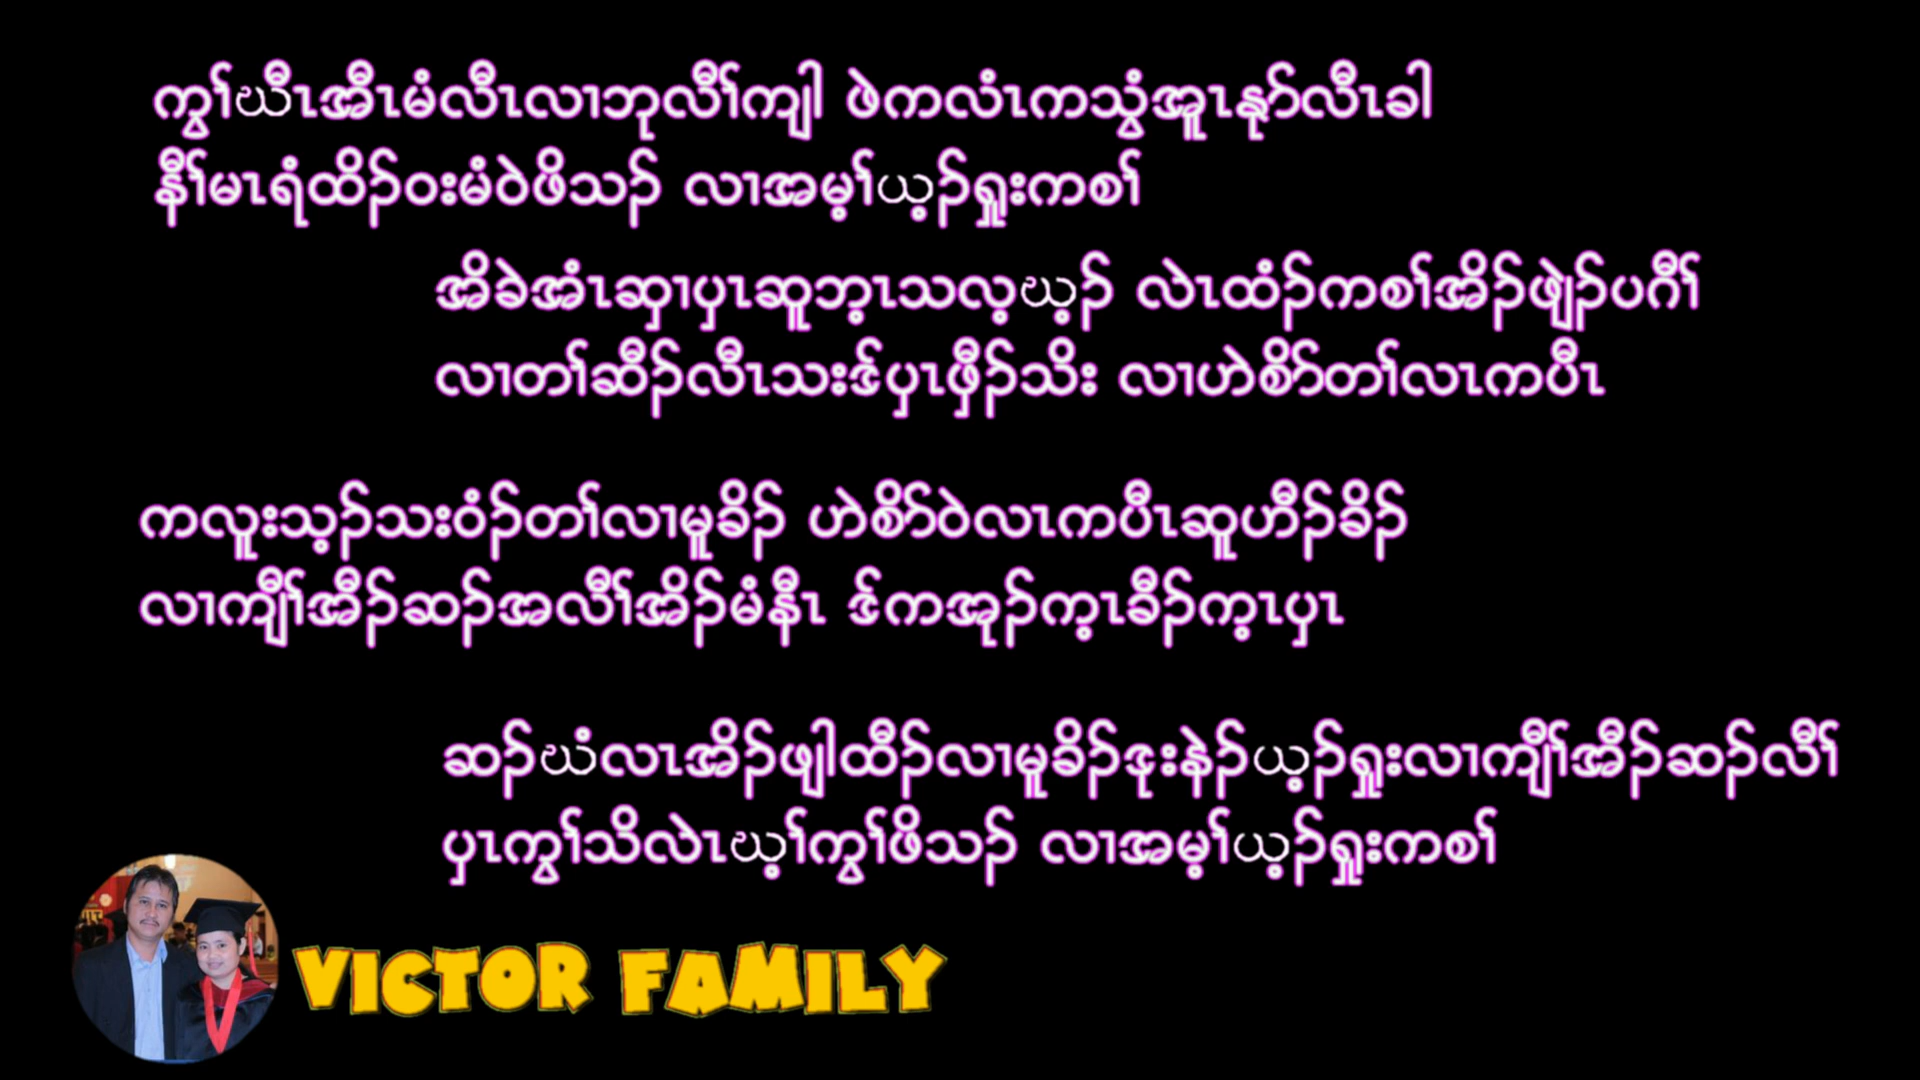 ကွၢ်ဃီၤအီၤမံလီၤလၢဘုလီၢ်ကျါ ဖဲကလံၤကသွံအူၤနုာ်လီၤခါ
နီၢ်မၤရံထိၣ်ဝးမံဝဲဖိသၣ် လၢအမ့ၢ်ယ့ၣ်ရှူးကစၢ်
အိခဲအံၤဆှၢပှၤဆူဘ့ၤသလ့ဃ့ၣ် လဲၤထံၣ်ကစၢ်အိၣ်ဖျဲၣ်ပဂီၢ်
လၢတၢ်ဆီၣ်လီၤသးဒ်ပှၤဖှီၣ်သိး လၢဟဲစိာ်တၢ်လၤကပီၤ
ကလူးသ့ၣ်သးဝံၣ်တၢ်လၢမူခိၣ် ဟဲစိာ်ဝဲလၤကပီၤဆူဟီၣ်ခိၣ်
လၢကျီၢ်အီၣ်ဆၣ်အလီၢ်အိၣ်မံနီၤ ဒ်ကအုၣ်က့ၤခီၣ်က့ၤပှၤ
ဆၣ်ဃံလၤအိၣ်ဖျါထီၣ်လၢမူခိၣ်ဒုးနဲၣ်ယ့ၣ်ရှူးလၢကျီၢ်အီၣ်ဆၣ်လီၢ်
ပှၤကွၢ်သိလဲၤဃ့ၢ်ကွၢ်ဖိသၣ် လၢအမ့ၢ်ယ့ၣ်ရှူးကစၢ်
VICTOR FAMILY